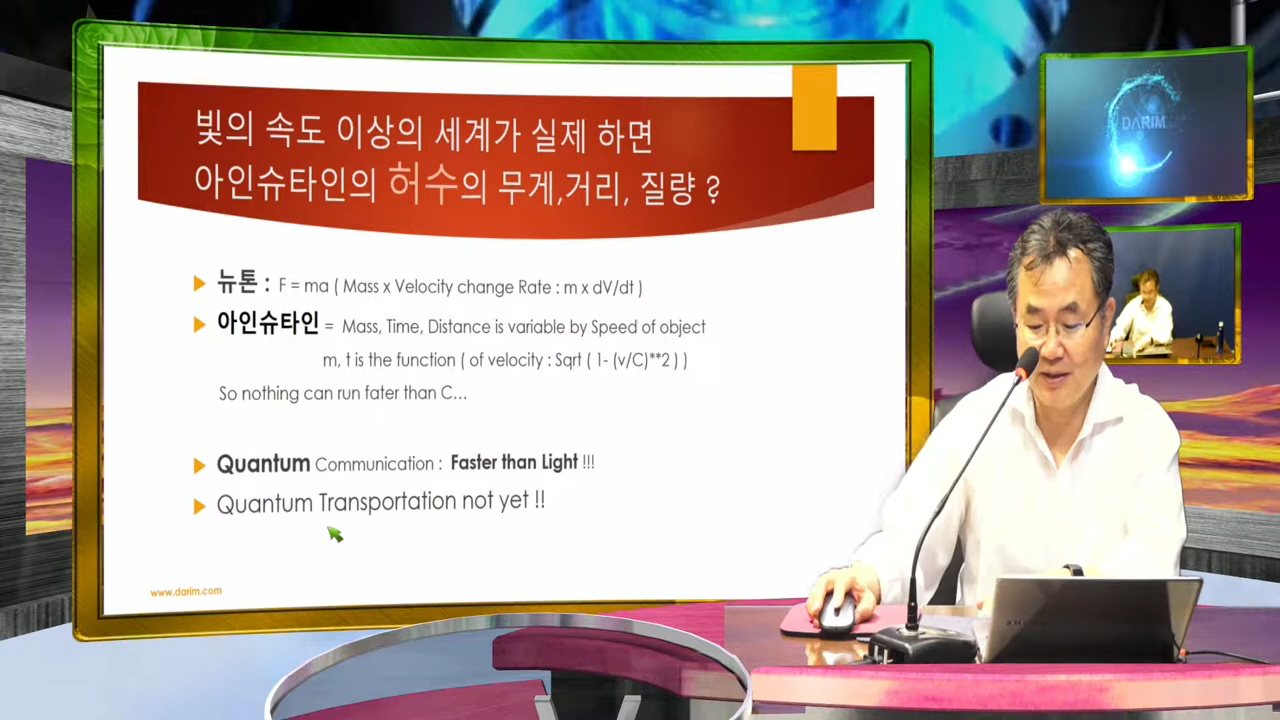 빛의 속도 이상의 세계가 실제 하면
아인슈타인의 허수의 무게,거리, 질량 ?
뉴톤 : F = ma ( Mass x Velocity change Rate : m x dV/dt )
아인슈타인 = Mass, Time, Distance is variable by Speed of object
m, t is the function ( of velocity : Sqrt ( 1- (v/C)**2 ) )
So nothing can run fater than C...
Quantum Communication : Faster than Light !!!
Quantum Transportation not yet !!
www.darim.com
DARIM